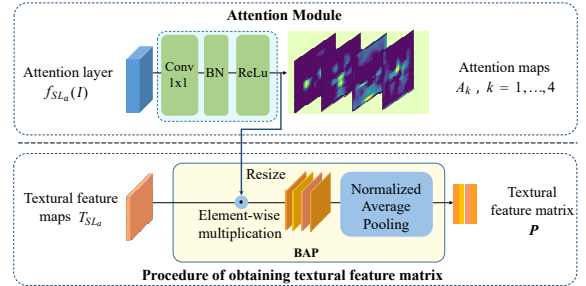 Attention Module
Attention layer
f_{SL_a}(I)
Conv
1x1
BN
ReLu
Attention maps
A_k , k = 1,…,4
Resize
Textural feature
maps T_{SL_a}
Element-wise
multiplication
Normalized
Average
Pooling
BAP
Textural
feature matrix
P
Procedure of obtaining textural feature matrix